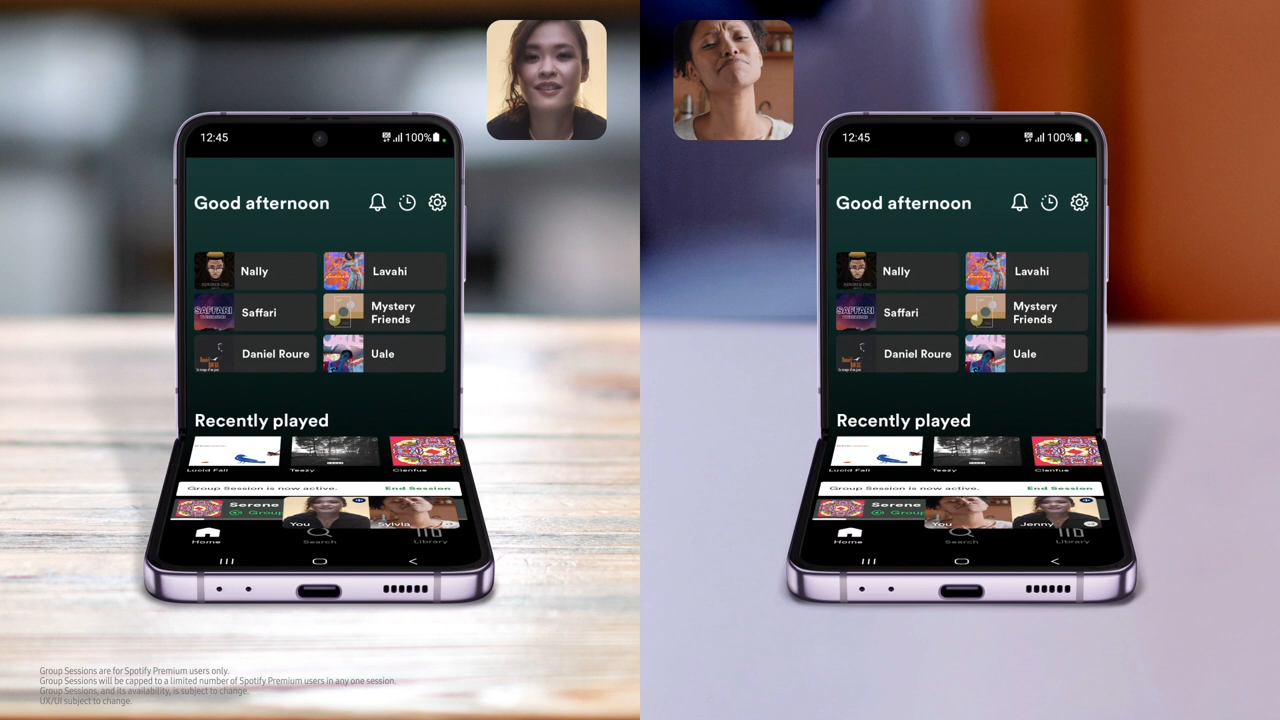 12:45
100%
Good afternoon
Nally
Lavahi
SAFFARI
Saffari
Mystery
Friends
Daniel Roure
Uale
Recently played
Lucid Fall
Teezy
Cienfue
Group Session is now active.
End Session
Serene
Group
You
Sylvia
Home
Search
Library
12:45
100%
Good afternoon
Nally
Lavahi
SAFFARI
Saffari
Mystery
Friends
Daniel Roure
Uale
Recently played
Lucid Fall
Teezy
Cienfue
Group Session is now active.
End Session
Serene
Group
You
Jenny
Home
Search
Library
Group Sessions are for Spotify Premium users only.
Group Sessions will be capped to a limited number of Spotify Premium users in any one session.
Group Sessions, and its availability, is subject to change.
UX/UI subject to change.